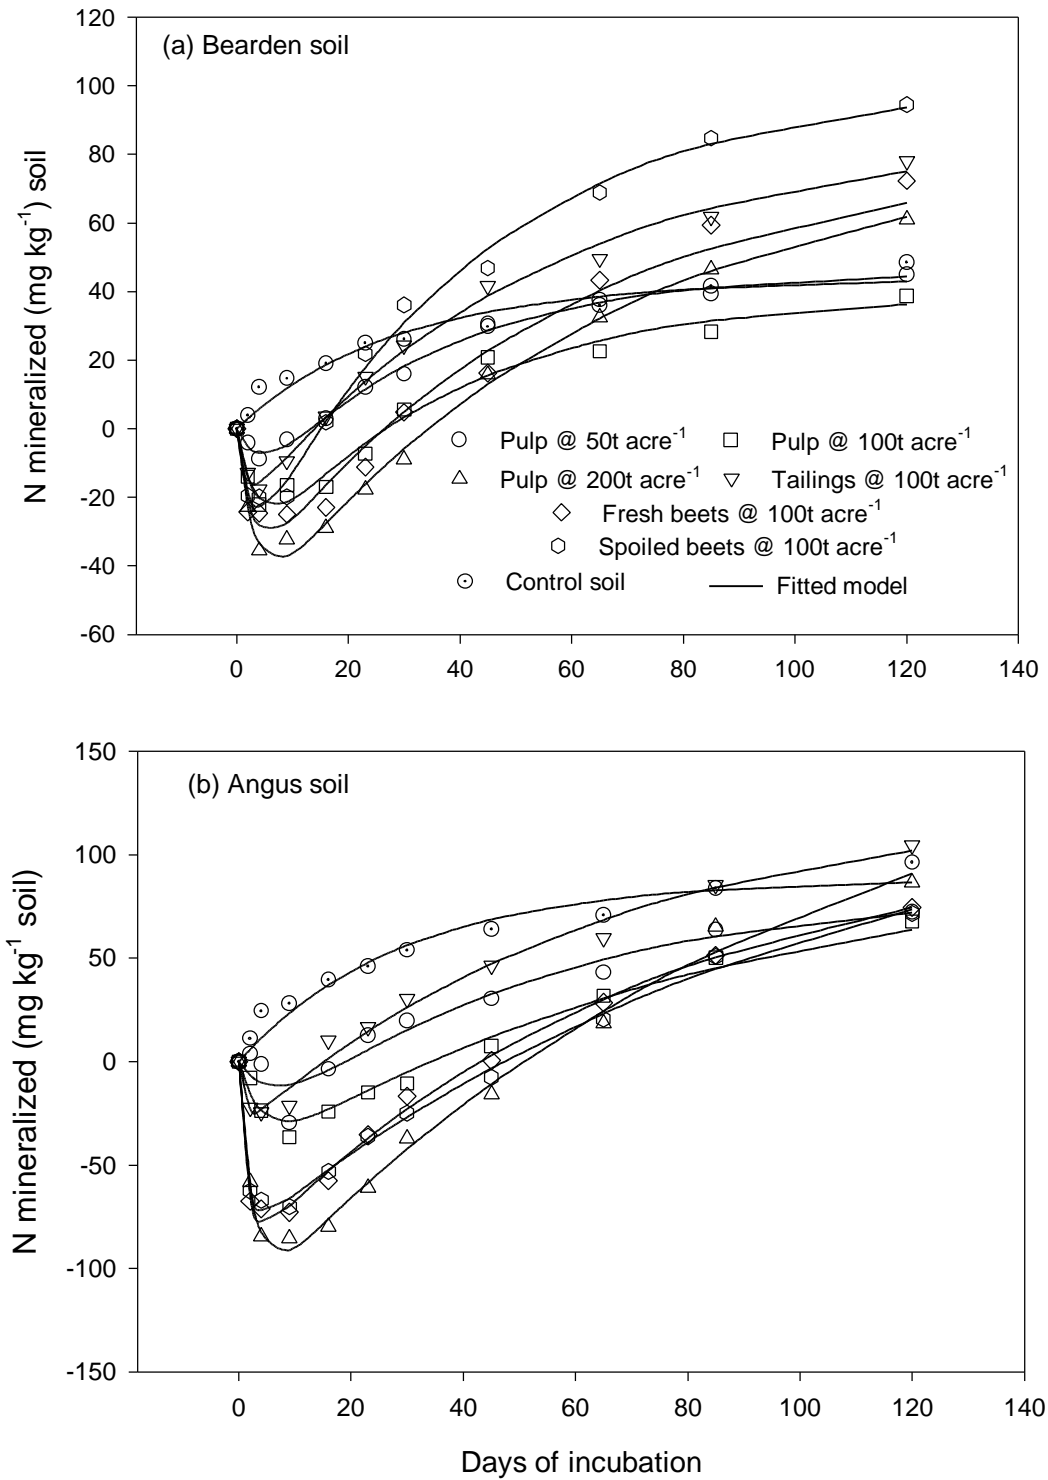 120
(a) Bearden soil
100
80
60
40
20
0
-20
-40
-60
N mineralized (mg kg⁻¹) soil
Pulp @ 50t acre⁻¹ Pulp @ 100t acre⁻¹
Pulp @ 200t acre⁻¹ Tailings @ 100t acre⁻¹
Fresh beets @ 100t acre⁻¹
Spoiled beets @ 100t acre⁻¹
Control soil Fitted model
0 20 40 60 80 100 120 140
150
(b) Angus soil
100
50
0
-50
-100
-150
N mineralized (mg kg⁻¹ soil)
0 20 40 60 80 100 120 140
Days of incubation